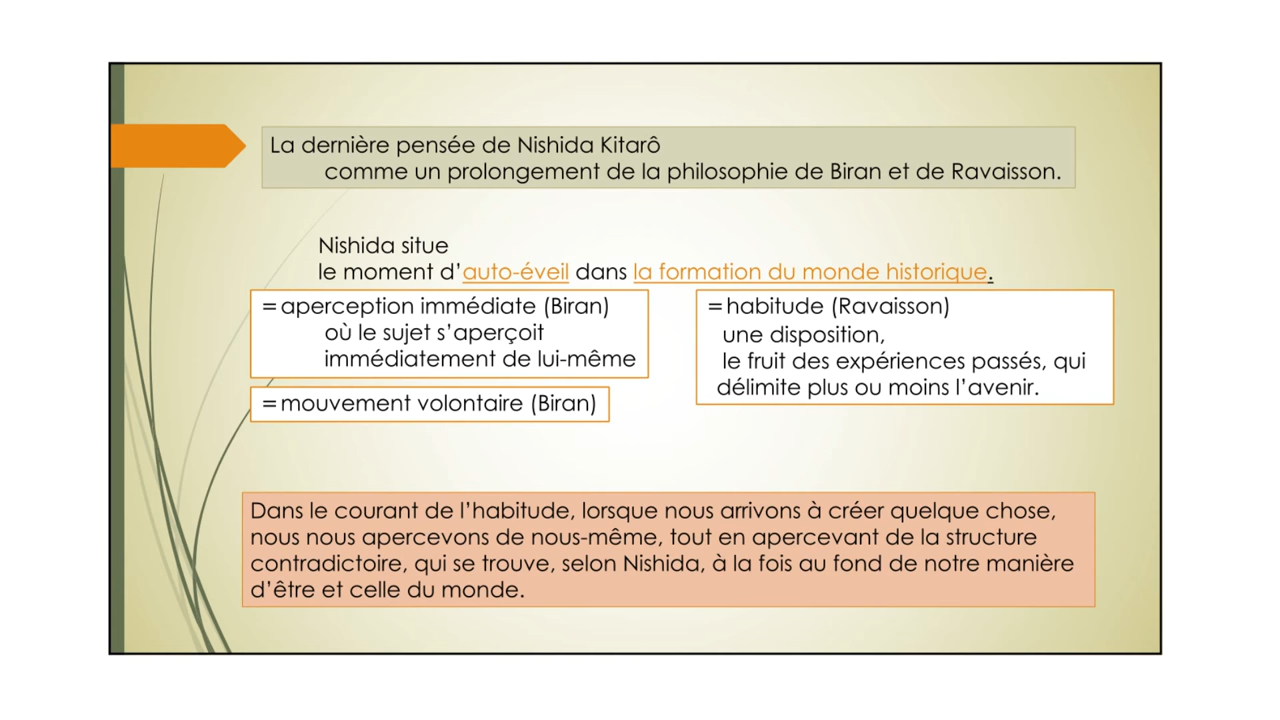 La dernière pensée de Nishida Kitarô
comme un prolongement de la philosophie de Biran et de Ravaisson.
Nishida situe
le moment d’auto-éveil dans la formation du monde historique.
=aperception immédiate (Biran)
où le sujet s’aperçoit
immédiatement de lui-même
=mouvement volontaire (Biran)
=habitude (Ravaisson)
une disposition,
le fruit des expériences passés, qui
délimite plus ou moins l’avenir.
Dans le courant de l’habitude, lorsque nous arrivons à créer quelque chose,
nous nous apercevons de nous-même, tout en apercevant de la structure
contradictoire, qui se trouve, selon Nishida, à la fois au fond de notre manière
d’être et celle du monde.